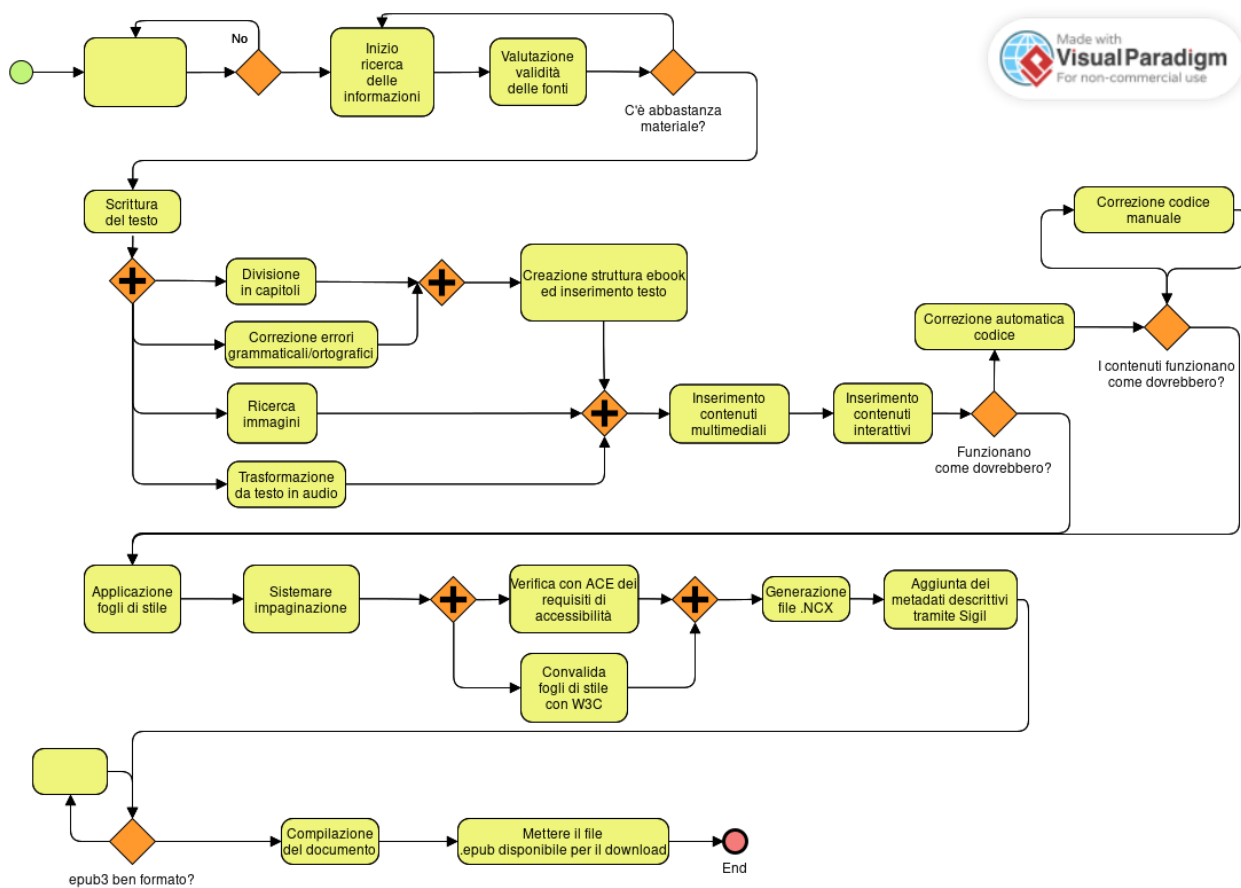 Made with
VisualParadigm
For non-commercial use
No
Inizio
ricerca
delle
informazioni
Valutazione
validità
delle fonti
C'è abbastanza
materiale?
Scrittura
del testo
Correzione codice
manuale
Divisione
in capitoli
Creazione struttura ebook
ed inserimento testo
Correzione errori
grammaticali/ortografici
Correzione automatica
codice
I contenuti funzionano
come dovrebbero?
Ricerca
immagini
Inserimento
contenuti
multimediali
Inserimento
contenuti
interattivi
Funzionano
come dovrebbero?
Trasformazione
da testo in audio
Applicazione
fogli di stile
Sistemare
impaginazione
Verifica con ACE dei
requisiti di
accessibilità
Generazione
file .NCX
Aggiunta dei
metadati descrittivi
tramite Sigil
Convalida
fogli di stile
con W3C
epub3 ben formato?
Compilazione
del documento
Mettere il file
.epub disponibile per il download
End